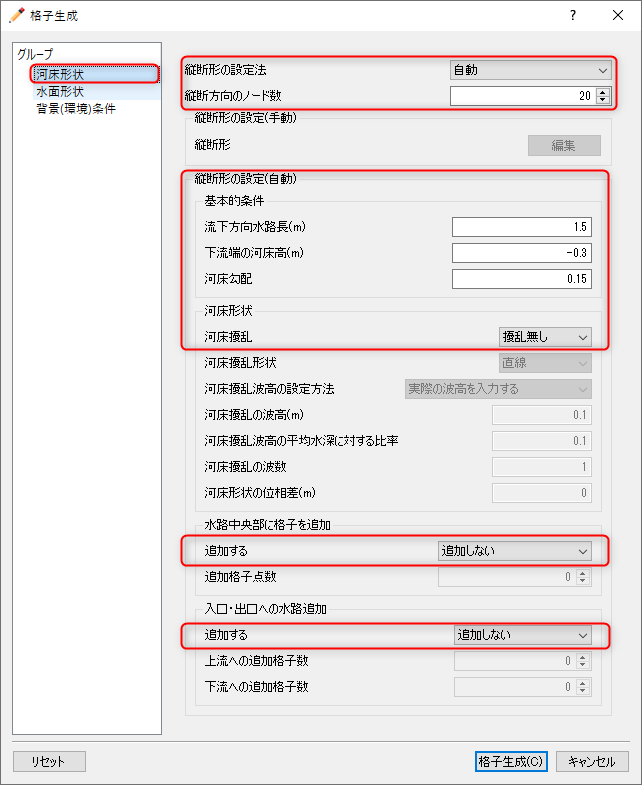 格子生成
?
グループ
河床形状
水面形状
背景(環境)条件
縦断形の設定法 自動
縦断方向のノード数 20
縦断形の設定(手動)
縦断形 編集
縦断形の設定(自動)
基本的条件
流下方向水路長(m) 1.5
下流端の河床高(m) -0.3
河床勾配 0.15
河床形状
河床擾乱 擾乱無し
河床擾乱形状 直線
河床擾乱波高の設定方法 実際の波高を入力する
河床擾乱の波高(m) 0.1
河床擾乱波高の平均水深に対する比率 0.1
河床擾乱の波数 1
河床形状の位相差(m) 0
水路中央部に格子を追加
追加する 追加しない
追加格子点数 0
入口・出口への水路追加
追加する 追加しない
上流への追加格子数 0
下流への追加格子数 0
リセット 格子生成(C) キャンセル